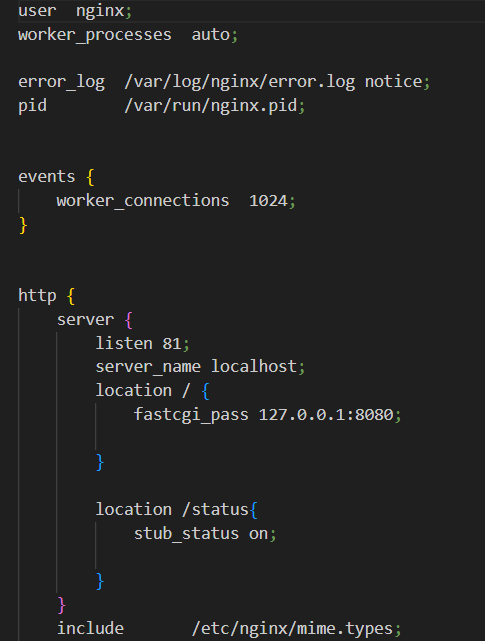 user  nginx;
worker_processes  auto;
error_log  /var/log/nginx/error.log notice;
pid        /var/run/nginx.pid;
events {
    worker_connections  1024;
}
http {
    server {
        listen 81;
        server_name localhost;
        location / {
            fastcgi_pass 127.0.0.1:8080;
        }
        location /status{
            stub_status on;
        }
    }
    include       /etc/nginx/mime.types;